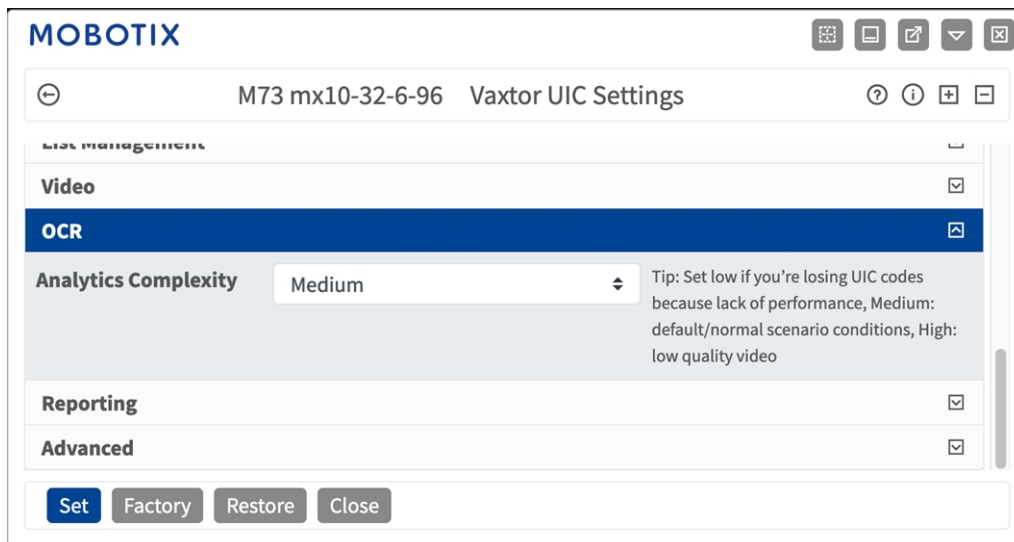 MOBOTIX
M73 mx10-32-6-96 Vaxtor UIC Settings
List Management
Video
OCR
Analytics Complexity
Medium
Tip: Set low if you're losing UIC codes
because lack of performance, Medium:
default/normal scenario conditions, High:
low quality video
Reporting
Advanced
Set Factory Restore Close